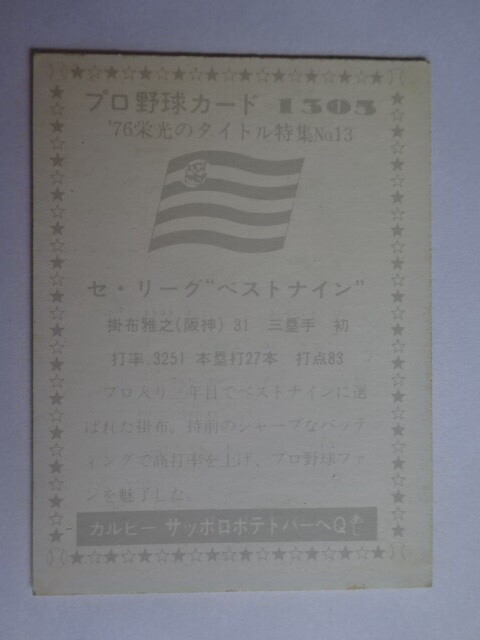 プロ野球カード 1303
'76栄光のタイトル特集No.13
セ・リーグ"ベストナイン"
掛布雅之(阪神) 31 三塁手 初
打率.3251 本塁打27本 打点83
プロ入り三年目でベストナインに選
ばれた掛布。持前のシャープなバッティ
ングで高打率を上げ、プロ野球ファ
ンを魅了した。
カルビー サッポロポテトバーベQあじ